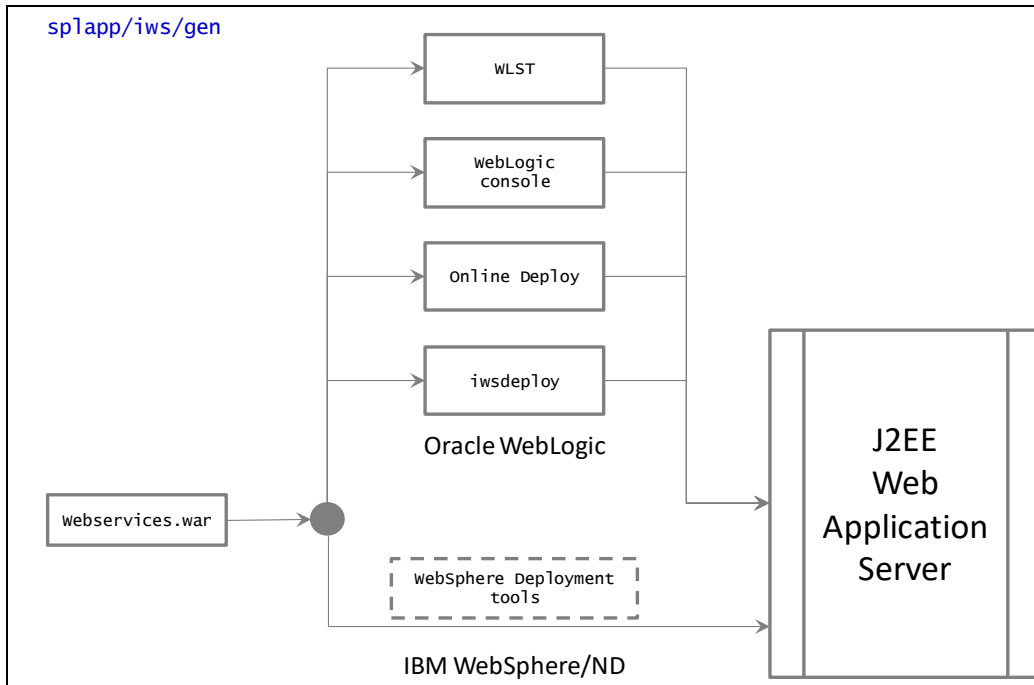 splapp/iws/gen
WLST
WebLogic
console
Online Deploy
iwsdeploy
Oracle WebLogic
Webservices.war
WebSphere Deployment
tools
IBM WebSphere/ND
J2EE
Web
Application
Server